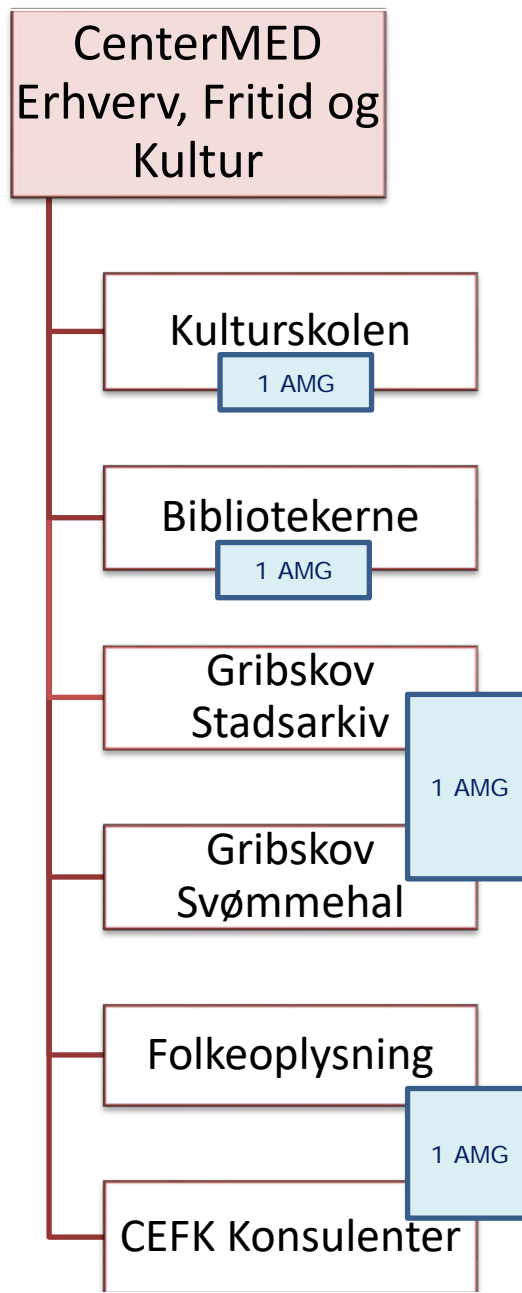 CenterMED
Erhverv, Fritid og
Kultur
Kulturskolen
1 AMG
Bibliotekerne
1 AMG
Gribskov
Stadsarkiv
1 AMG
Gribskov
Svømmehal
Folkeoplysning
1 AMG
CEFK Konsulenter